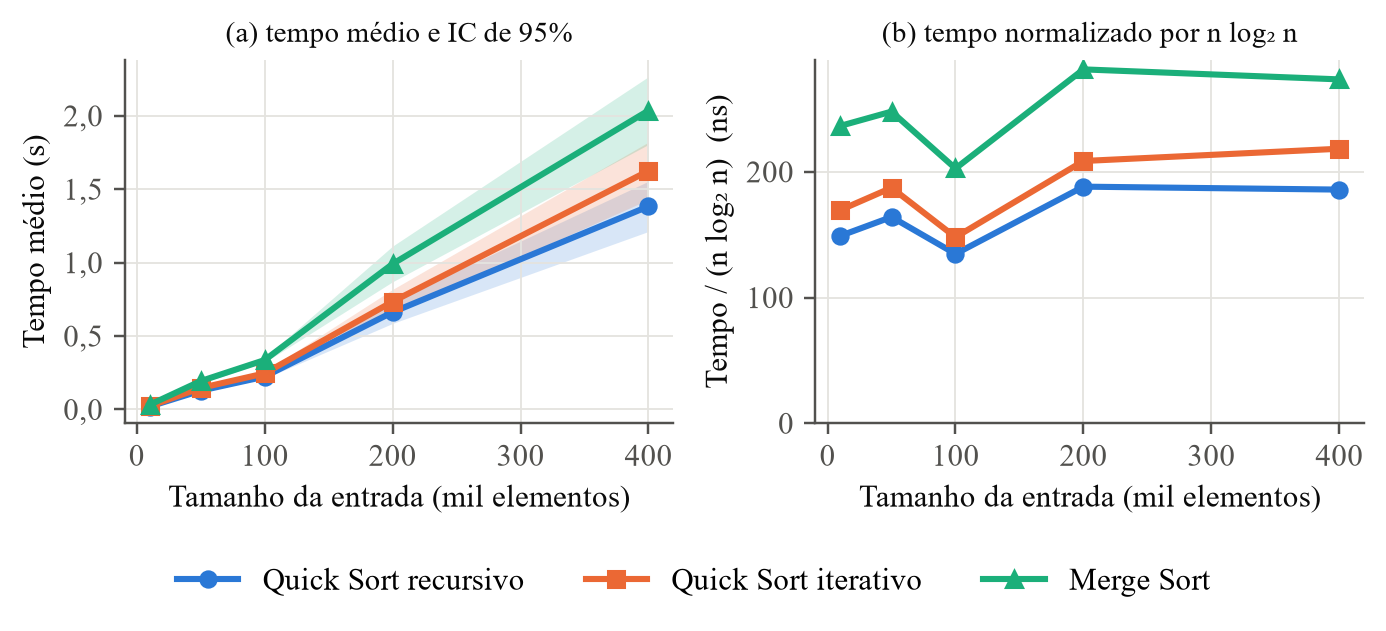 (a) tempo médio e IC de 95%
Tempo médio (s)
2,0
1,5
1,0
0,5
0,0
0 100 200 300 400
Tamanho da entrada (mil elementos)
(b) tempo normalizado por n log₂ n
Tempo / (n log₂ n) (ns)
200
100
0
0 100 200 300 400
Tamanho da entrada (mil elementos)
Quick Sort recursivo Quick Sort iterativo Merge Sort